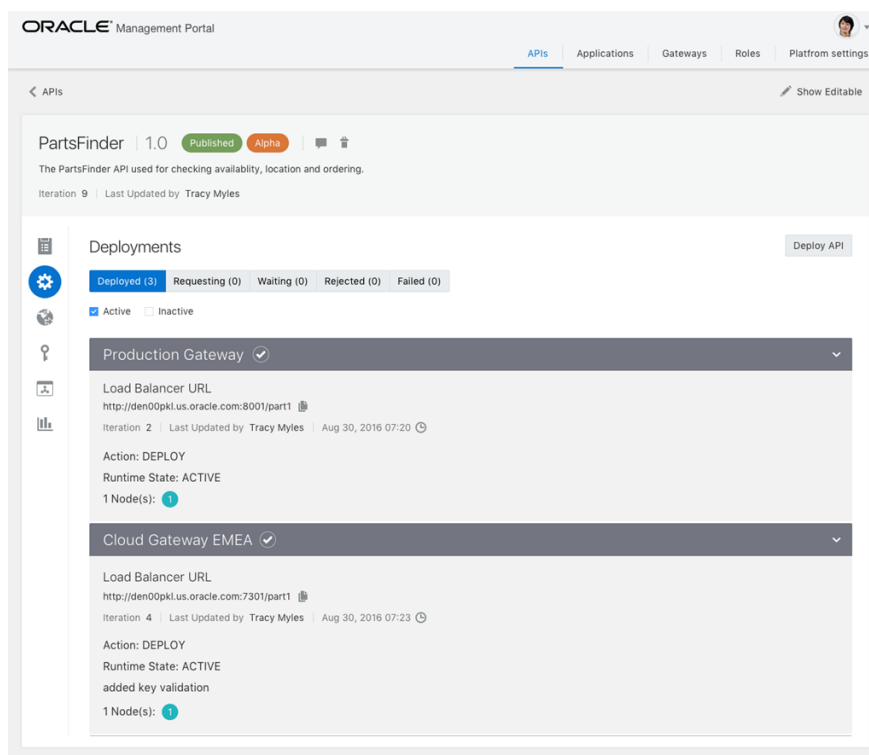 ORACLE® Management Portal
APIs Applications Gateways Roles Platfrom settings
APIs Show Editable
PartsFinder 1.0 Published Alpha
The PartsFinder API used for checking availablity, location and ordering.
Iteration 9 Last Updated by Tracy Myles
Deployments Deploy API
Deployed (3) Requesting (0) Waiting (0) Rejected (0) Failed (0)
Active Inactive
Production Gateway
Load Balancer URL
http://den00pkl.us.oracle.com:8001/part1
Iteration 2 Last Updated by Tracy Myles Aug 30, 2016 07:20
Action: DEPLOY
Runtime State: ACTIVE
1 Node(s): 1
Cloud Gateway EMEA
Load Balancer URL
http://den00pkl.us.oracle.com:7301/part1
Iteration 4 Last Updated by Tracy Myles Aug 30, 2016 07:23
Action: DEPLOY
Runtime State: ACTIVE
added key validation
1 Node(s): 1